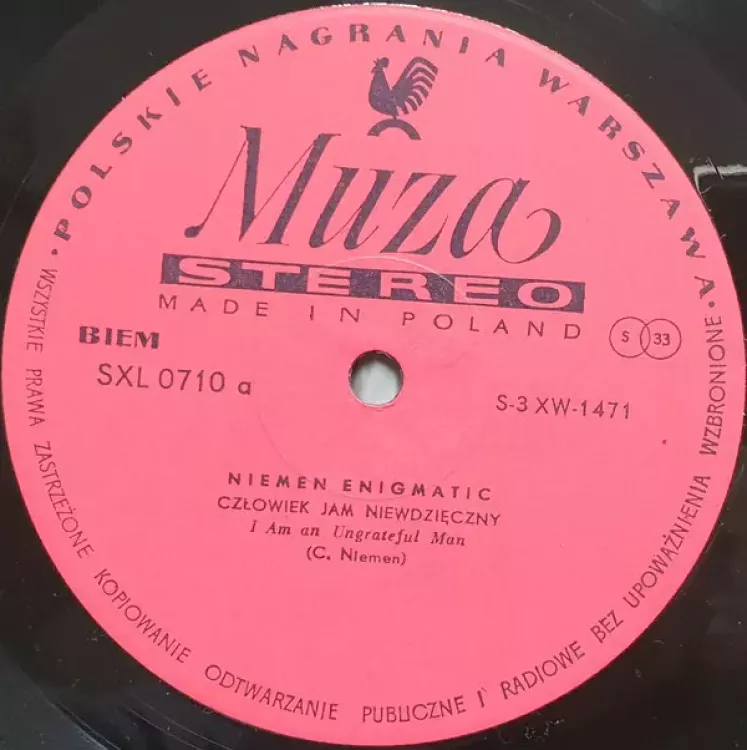 • POLSKIE NAGRANIA WARSZAWA •
Muza
STEREO
MADE IN POLAND
BIEM
S 33
SXL 0710 a
S-3 XW-1471
NIEMEN ENIGMATIC
CZŁOWIEK JAM NIEWDZIĘCZNY
I Am an Ungrateful Man
(C. Niemen)
WSZYSTKIE PRAWA ZASTRZEŻONE KOPIOWANIE ODTWARZANIE PUBLICZNE I RADIOWE BEZ UPOWAŻNIENIA WZBRONIONE